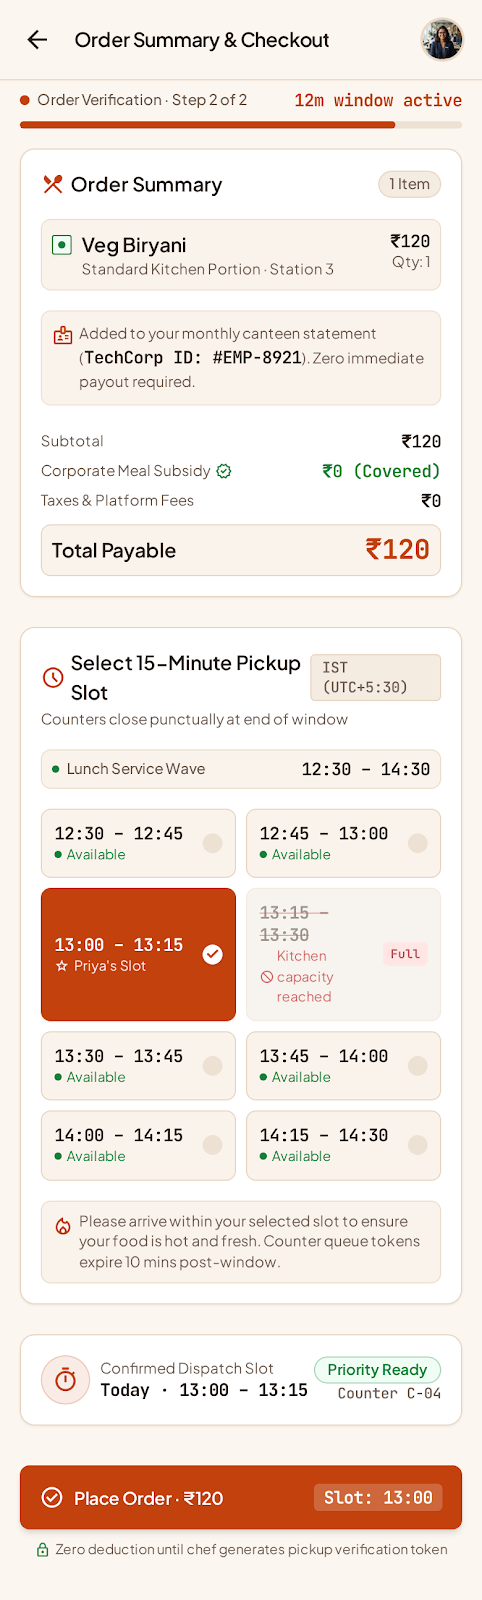 Order Summary & Checkout
Order Verification · Step 2 of 2
12m window active
Order Summary
1 Item
Veg Biryani
₹120
Standard Kitchen Portion · Station 3
Qty: 1
Added to your monthly canteen statement
(TechCorp ID: #EMP-8921). Zero immediate
payout required.
Subtotal
₹120
Corporate Meal Subsidy
₹0 (Covered)
Taxes & Platform Fees
₹0
Total Payable
₹120
Select 15-Minute Pickup
Slot
IST
(UTC+5:30)
Counters close punctually at end of window
Lunch Service Wave
12:30 – 14:30
12:30 – 12:45
Available
12:45 – 13:00
Available
13:00 – 13:15
Priya's Slot
13:15 –
13:30
Kitchen
capacity
reached
Full
13:30 – 13:45
Available
13:45 – 14:00
Available
14:00 – 14:15
Available
14:15 – 14:30
Available
Please arrive within your selected slot to ensure
your food is hot and fresh. Counter queue tokens
expire 10 mins post-window.
Confirmed Dispatch Slot
Priority Ready
Today · 13:00 – 13:15
Counter C-04
Place Order · ₹120
Slot: 13:00
Zero deduction until chef generates pickup verification token